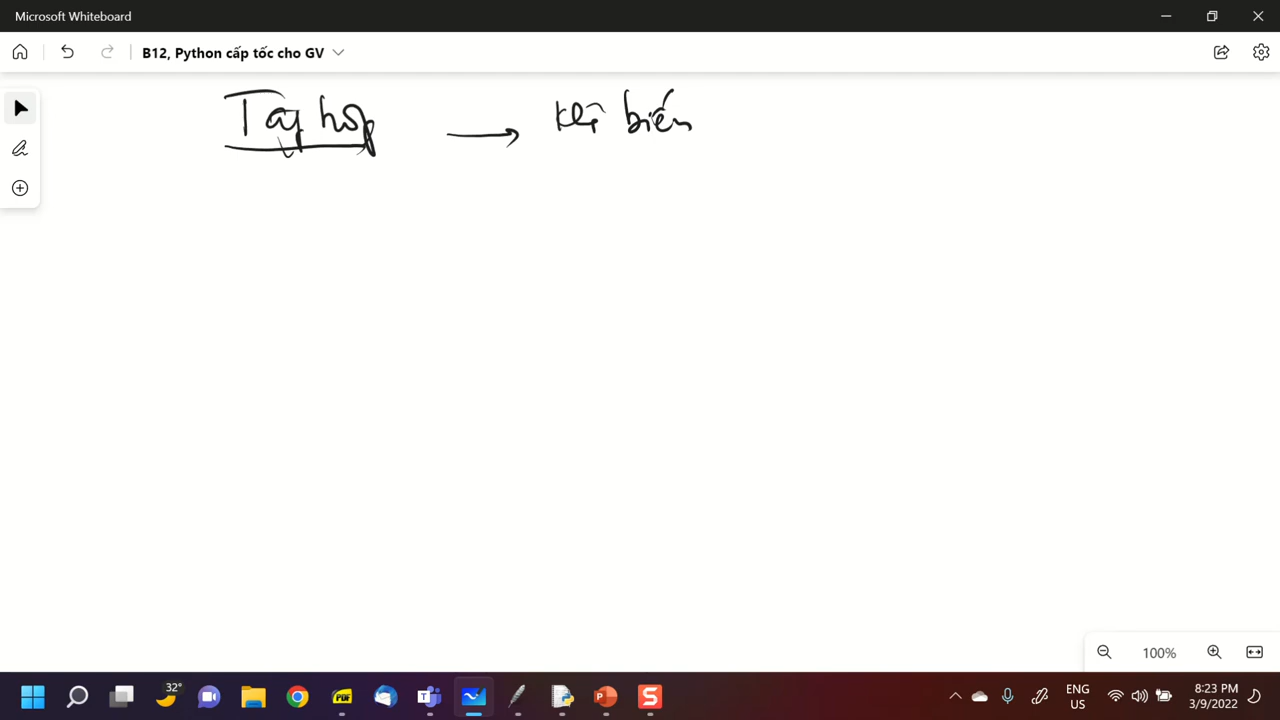 Microsoft Whiteboard
B12, Python cấp tốc cho GV
Tập hợp → khả biến
100%
32°
ENG
US
8:23 PM
3/9/2022